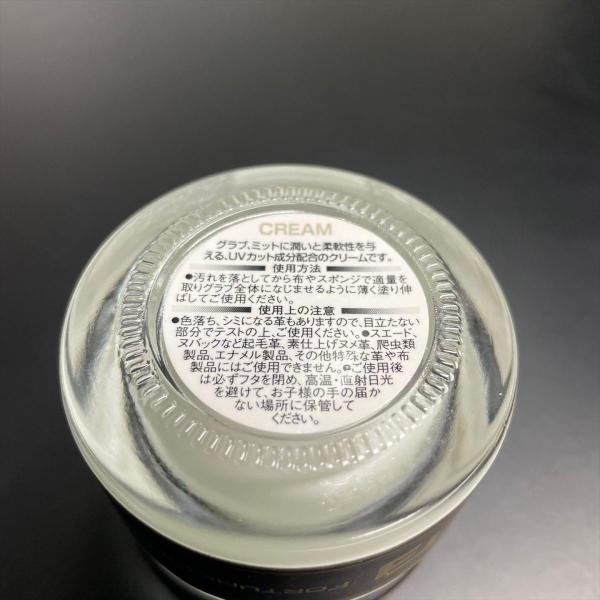 CREAM
グラブ、ミットに潤いと柔軟性を与
える、UVカット成分配合のクリームです。
使用方法
●汚れを落としてから布やスポンジで適量を
取りグラブ全体になじませるように薄く塗り伸
ばしてご使用ください。
使用上の注意
●色落ち、シミになる革もありますので、目立たない
部分でテストの上、ご使用ください。●スエード、
ヌバックなど起毛革、素仕上げヌメ革、爬虫類
製品、エナメル製品、その他特殊な革や布
製品にはご使用できません。●ご使用後
は必ずフタを閉め、高温・直射日光
を避けて、お子様の手の届か
ない場所に保管して
ください。